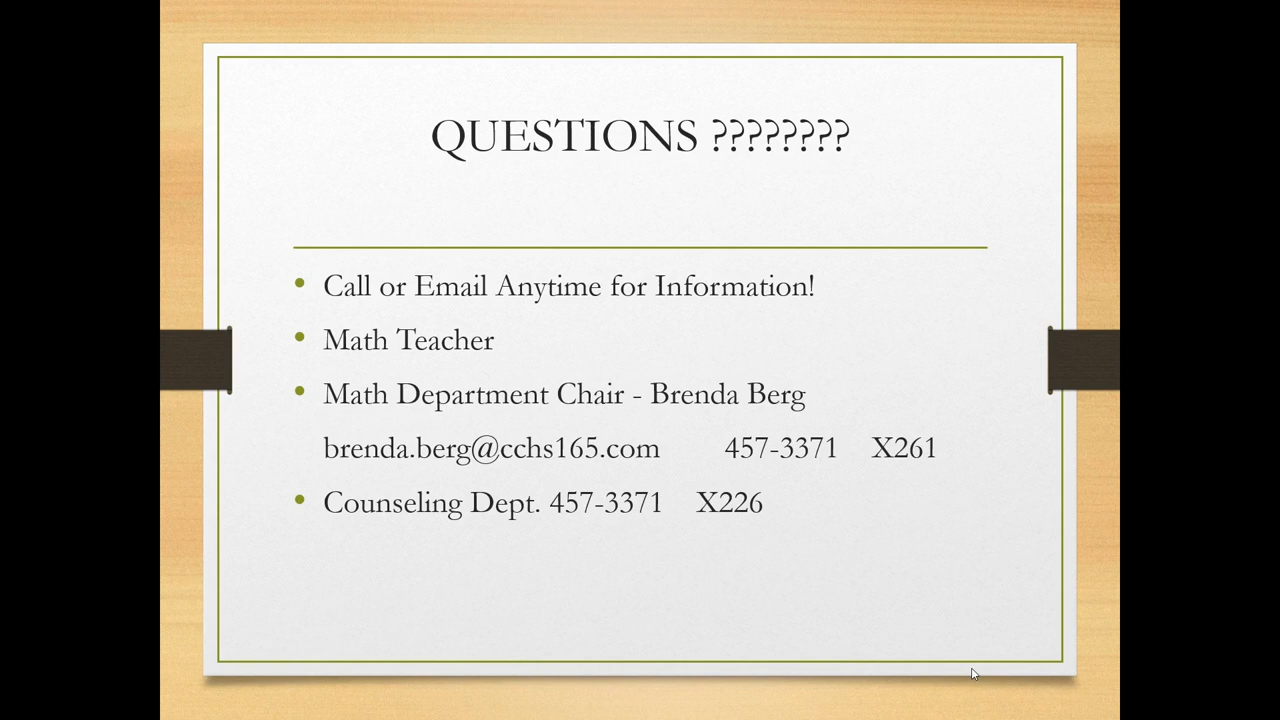 QUESTIONS ????????
• Call or Email Anytime for Information!
• Math Teacher
• Math Department Chair - Brenda Berg
brenda.berg@cchs165.com 457-3371 X261
• Counseling Dept. 457-3371 X226